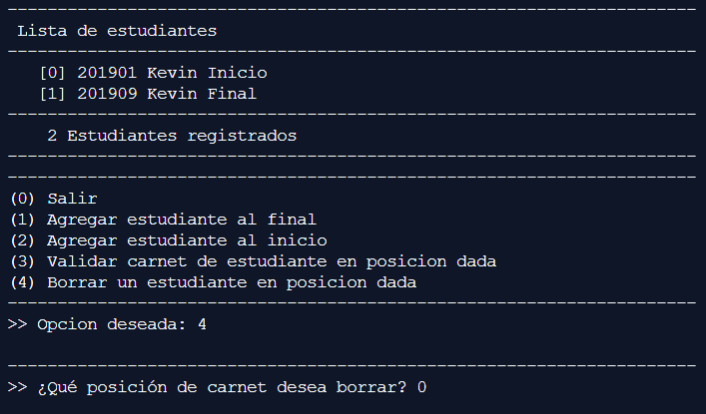 ----------------------------------------------------------------------
Lista de estudiantes
----------------------------------------------------------------------
[0] 201901 Kevin Inicio
[1] 201909 Kevin Final
----------------------------------------------------------------------
2 Estudiantes registrados
----------------------------------------------------------------------
----------------------------------------------------------------------
(0) Salir
(1) Agregar estudiante al final
(2) Agregar estudiante al inicio
(3) Validar carnet de estudiante en posicion dada
(4) Borrar un estudiante en posicion dada
----------------------------------------------------------------------
>> Opcion deseada: 4
----------------------------------------------------------------------
>> ¿Qué posición de carnet desea borrar? 0